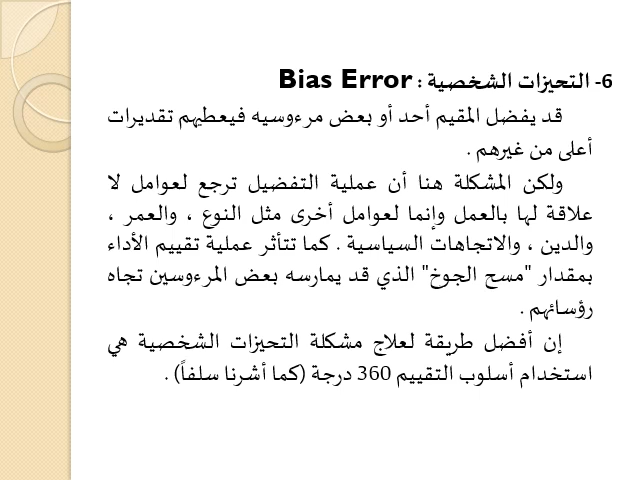 6- التحيزات الشخصية : Bias Error
قد يفضل المقيم أحد أو بعض مرءوسيه فيعطيهم تقديرات
أعلى من غيرهم .
ولكن المشكلة هنا أن عملية التفضيل ترجع لعوامل لا
علاقة لها بالعمل وإنما لعوامل أخرى مثل النوع ، والعمر ،
والدين ، والاتجاهات السياسية . كما تتأثر عملية تقييم الأداء
بمقدار "مسح الجوخ" الذي قد يمارسه بعض المرءوسين تجاه
رؤسائهم .
إن أفضل طريقة لعلاج مشكلة التحيزات الشخصية هي
استخدام أسلوب التقييم 360 درجة (كما أشرنا سلفاً) .